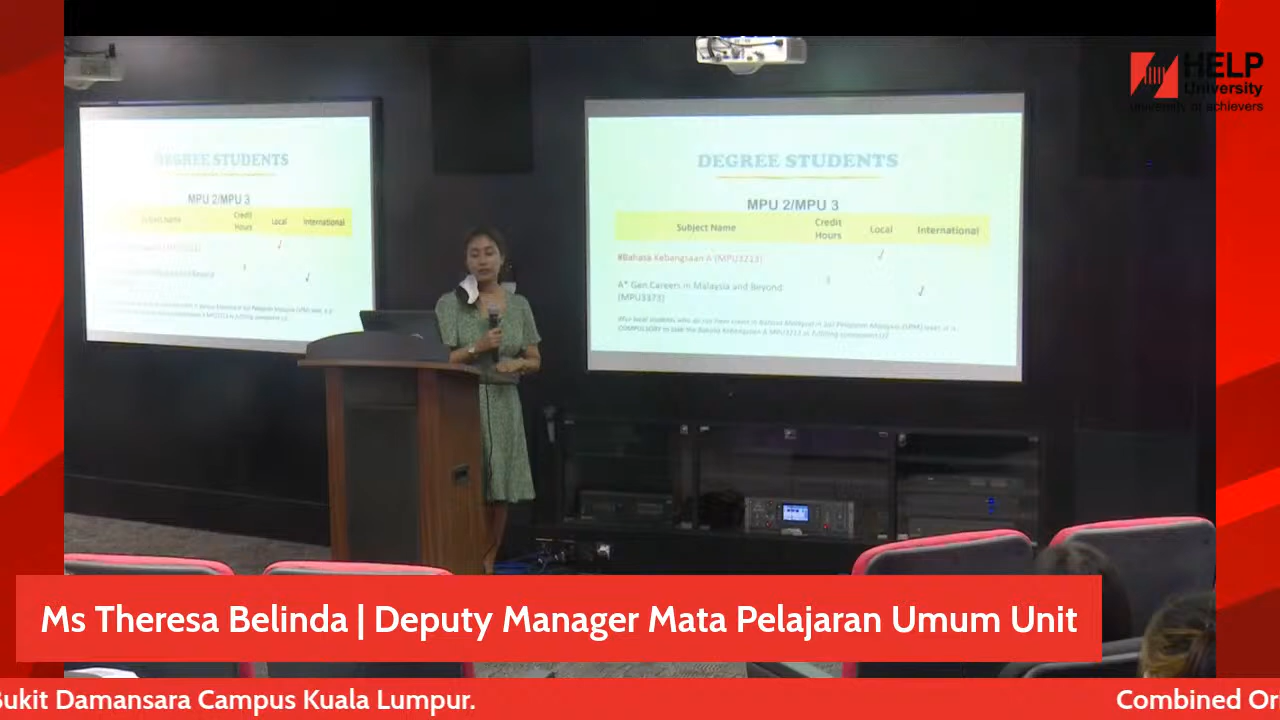 HELP
University
university of achievers
DEGREE STUDENTS
MPU 2/MPU 3
Credit
Hours
Local
International
DEGREE STUDENTS
MPU 2/MPU 3
Subject Name
Credit
Hours
Local
International
#Bahasa Kebangsaan A (MPU3213)
A* Gen Careers in Malaysia and Beyond
(MPU3373)
Ms Theresa Belinda | Deputy Manager Mata Pelajaran Umum Unit
Bukit Damansara Campus Kuala Lumpur.
Combined Or